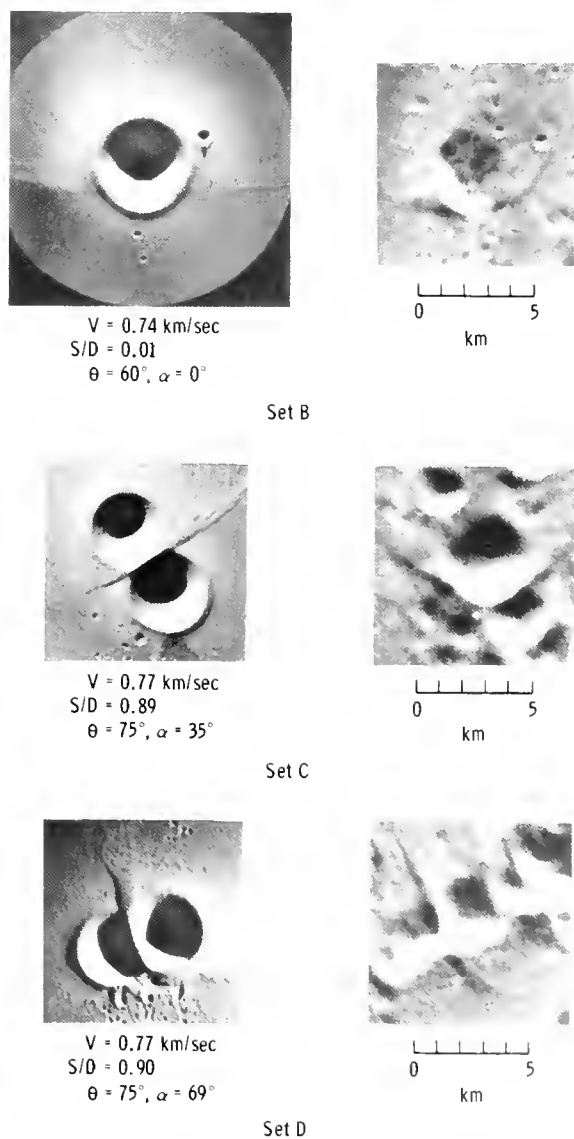 V = 0.74 km/sec
S/D = 0.01
θ = 60°, α = 0°
0 5
km
Set B
V = 0.77 km/sec
S/D = 0.89
θ = 75°, α = 35°
0 5
km
Set C
V = 0.77 km/sec
S/D = 0.90
θ = 75°, α = 69°
0 5
km
Set D